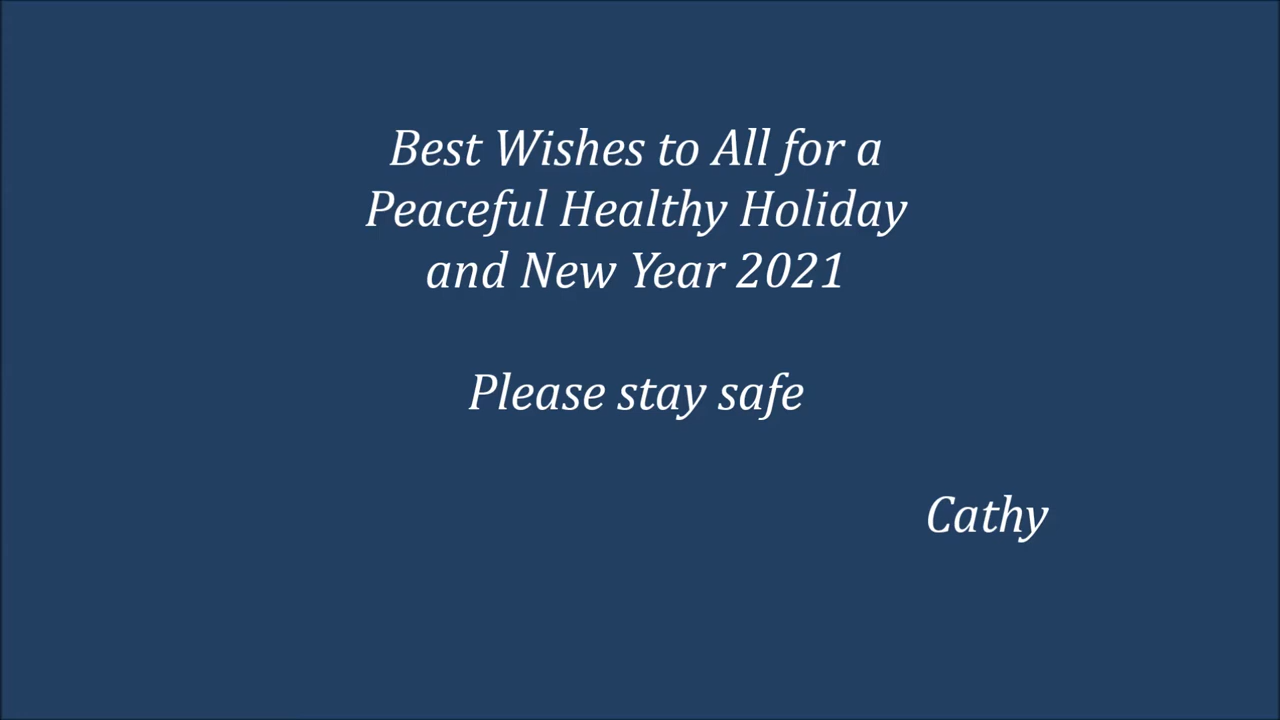 Best Wishes to All for a
Peaceful Healthy Holiday
and New Year 2021
Please stay safe
Cathy